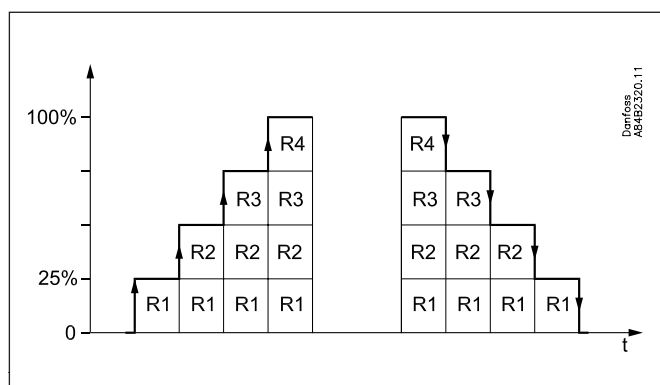 Danfoss
A84B2320.11
100%
R4 R4
R3 R3 R3 R3
R2 R2 R2 R2 R2 R2
25%
R1 R1 R1 R1 R1 R1 R1 R1
0
t